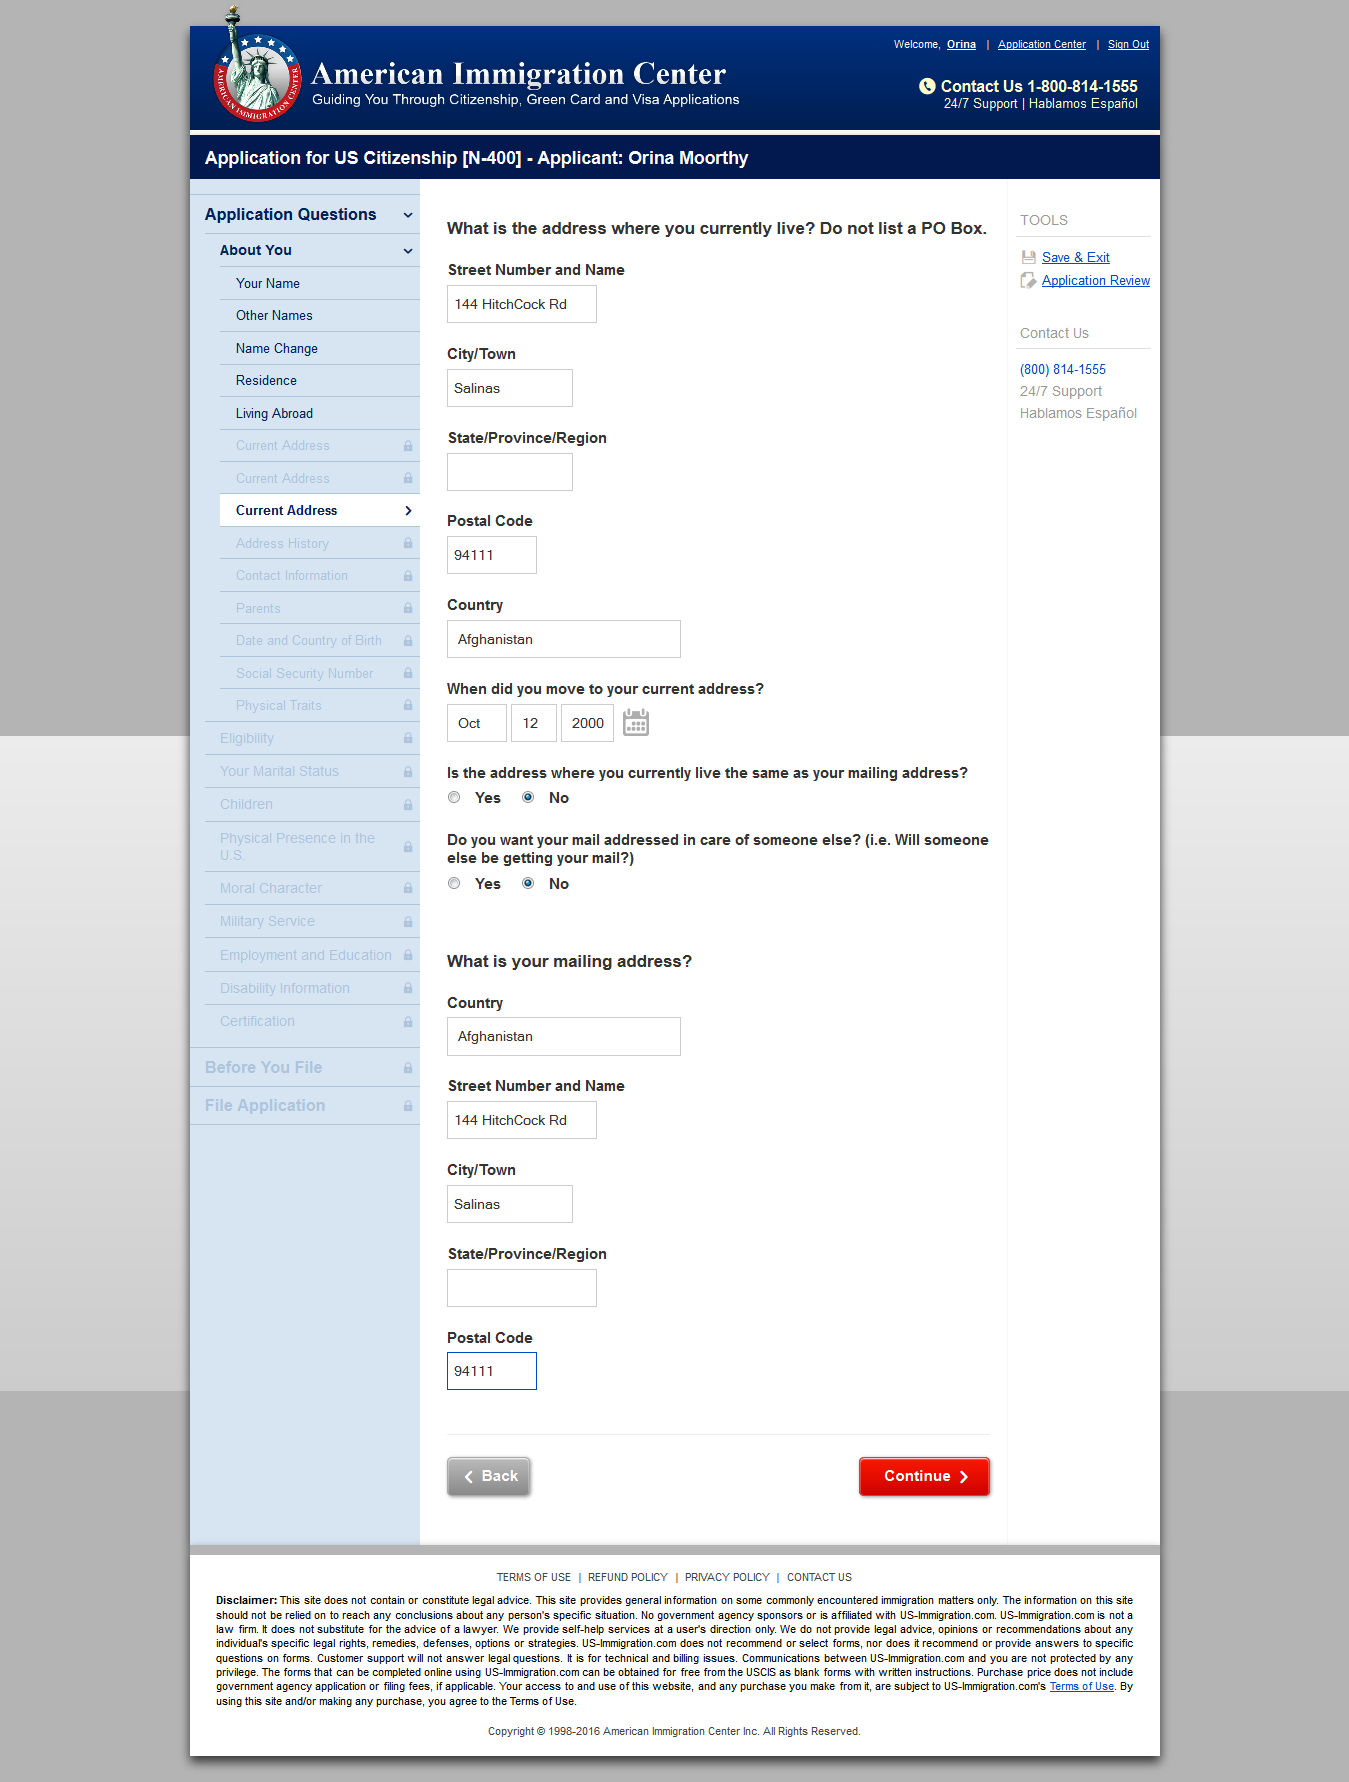 Welcome, Orina | Application Center | Sign Out
American Immigration Center
Guiding You Through Citizenship, Green Card and Visa Applications
Contact Us 1-800-814-1555
24/7 Support | Hablamos Español
AMERICAN IMMIGRATION CENTER
Application for US Citizenship [N-400] - Applicant: Orina Moorthy
Application Questions
About You
Your Name
Other Names
Name Change
Residence
Living Abroad
Current Address
Current Address
Current Address
Address History
Contact Information
Parents
Date and Country of Birth
Social Security Number
Physical Traits
Eligibility
Your Marital Status
Children
Physical Presence in the
U.S.
Moral Character
Military Service
Employment and Education
Disability Information
Certification
Before You File
File Application
What is the address where you currently live? Do not list a PO Box.
Street Number and Name
144 HitchCock Rd
City/Town
Salinas
State/Province/Region
Postal Code
94111
Country
Afghanistan
When did you move to your current address?
Oct 12 2000
Is the address where you currently live the same as your mailing address?
Yes No
Do you want your mail addressed in care of someone else? (i.e. Will someone
else be getting your mail?)
Yes No
What is your mailing address?
Country
Afghanistan
Street Number and Name
144 HitchCock Rd
City/Town
Salinas
State/Province/Region
Postal Code
94111
Back
Continue
TOOLS
Save & Exit
Application Review
Contact Us
(800) 814-1555
24/7 Support
Hablamos Español
TERMS OF USE | REFUND POLICY | PRIVACY POLICY | CONTACT US
Disclaimer: This site does not contain or constitute legal advice. This site provides general information on some commonly encountered immigration matters only. The information on this site
should not be relied on to reach any conclusions about any person's specific situation. No government agency sponsors or is affiliated with US-Immigration.com. US-Immigration.com is not a
law firm. It does not substitute for the advice of a lawyer. We provide self-help services at a user's direction only. We do not provide legal advice, opinions or recommendations about any
individual's specific legal rights, remedies, defenses, options or strategies. US-Immigration.com does not recommend or select forms, nor does it recommend or provide answers to specific
questions on forms. Customer support will not answer legal questions. It is for technical and billing issues. Communications between US-Immigration.com and you are not protected by any
privilege. The forms that can be completed online using US-Immigration.com can be obtained for free from the USCIS as blank forms with written instructions. Purchase price does not include
government agency application or filing fees, if applicable. Your access to and use of this website, and any purchase you make from it, are subject to US-Immigration.com's Terms of Use. By
using this site and/or making any purchase, you agree to the Terms of Use.
Copyright © 1998-2016 American Immigration Center Inc. All Rights Reserved.